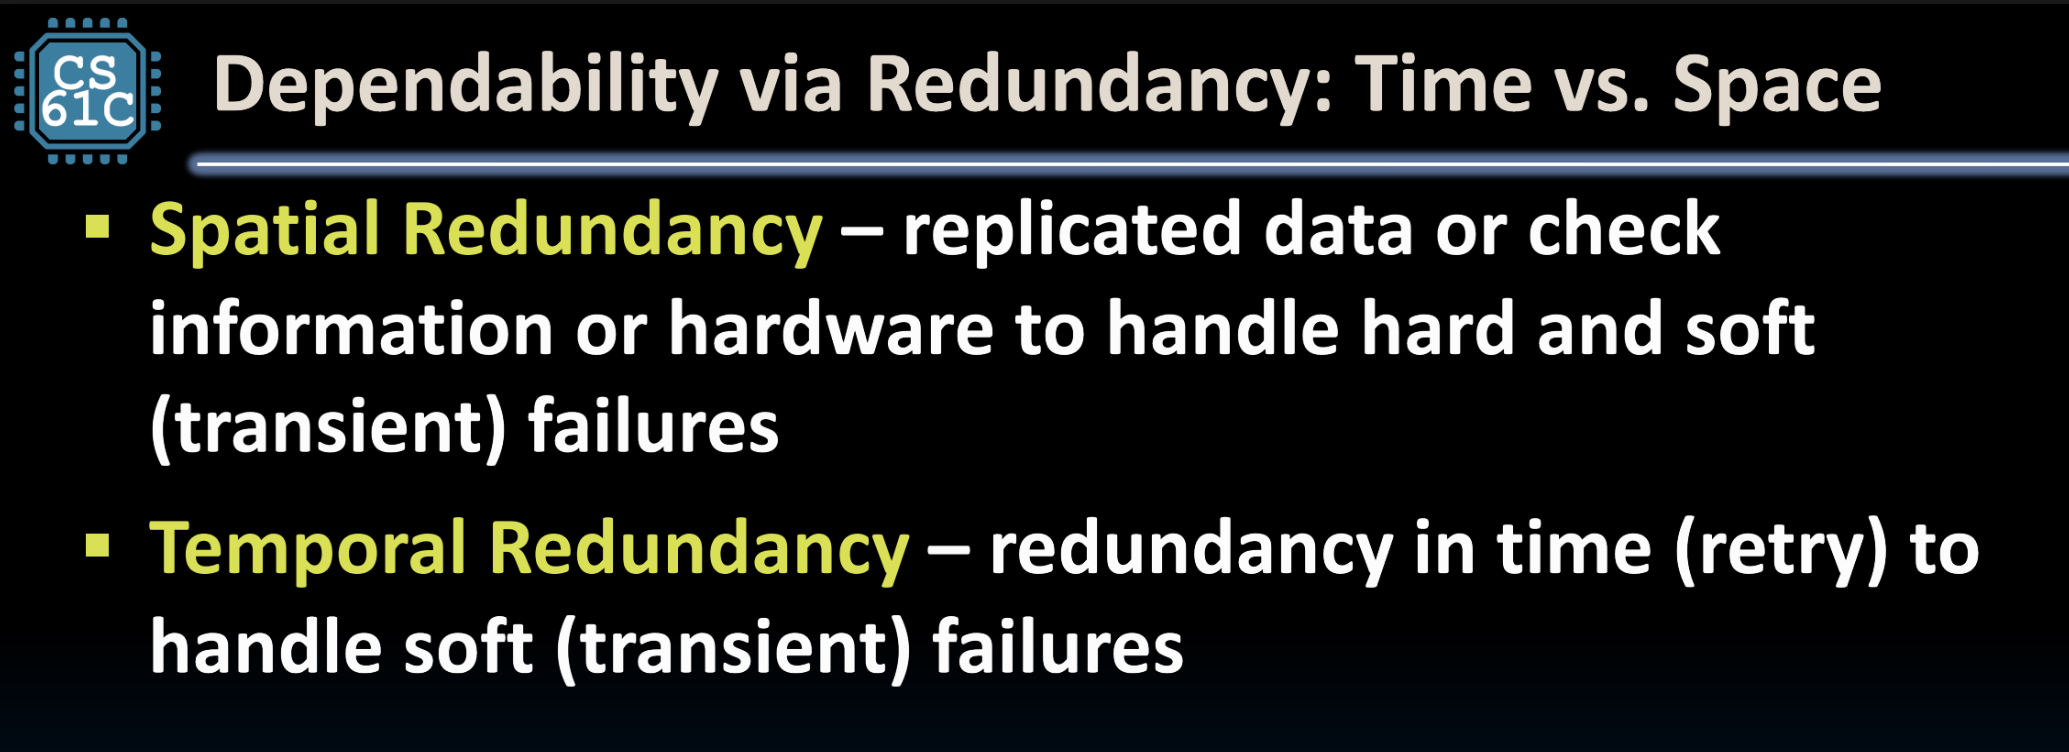 CS
61C
Dependability via Redundancy: Time vs. Space
▪ Spatial Redundancy – replicated data or check
information or hardware to handle hard and soft
(transient) failures
▪ Temporal Redundancy – redundancy in time (retry) to
handle soft (transient) failures